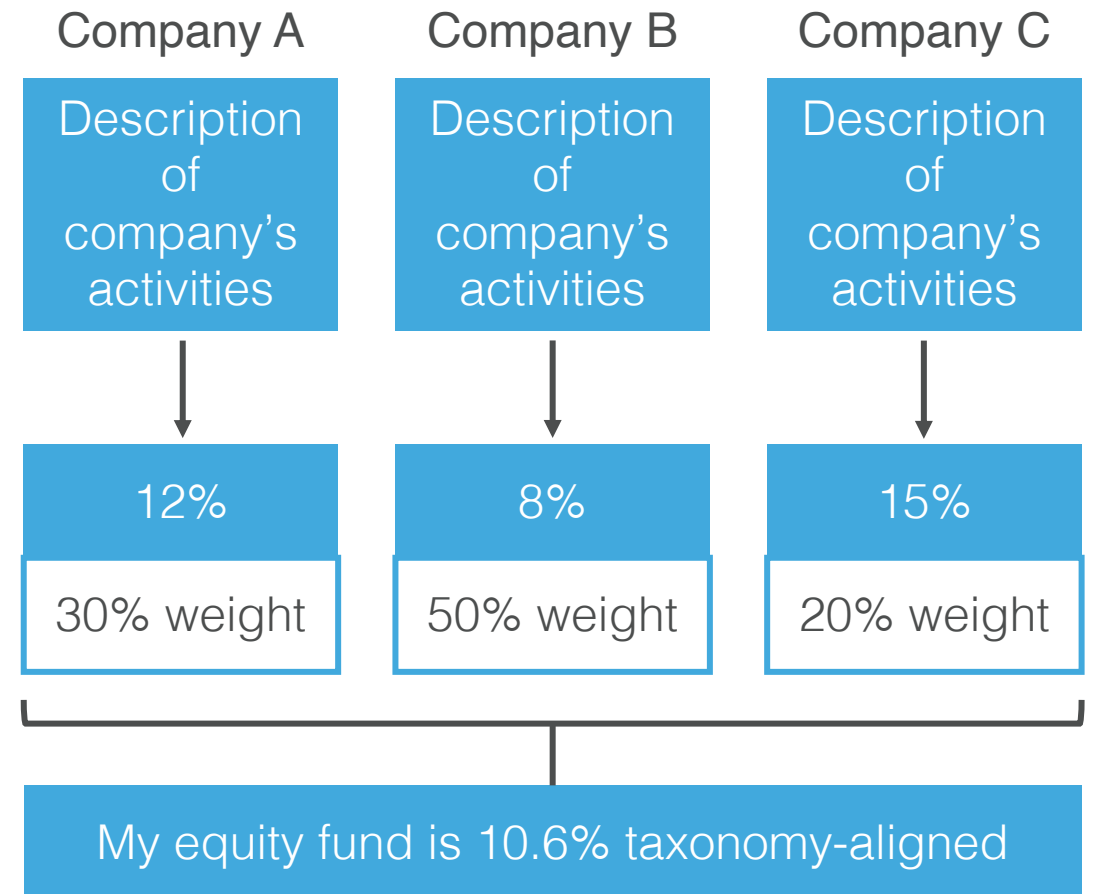 Company A
Company B
Company C
Description
of
company’s
activities
Description
of
company’s
activities
Description
of
company’s
activities
12%
8%
15%
30% weight
50% weight
20% weight
My equity fund is 10.6% taxonomy-aligned